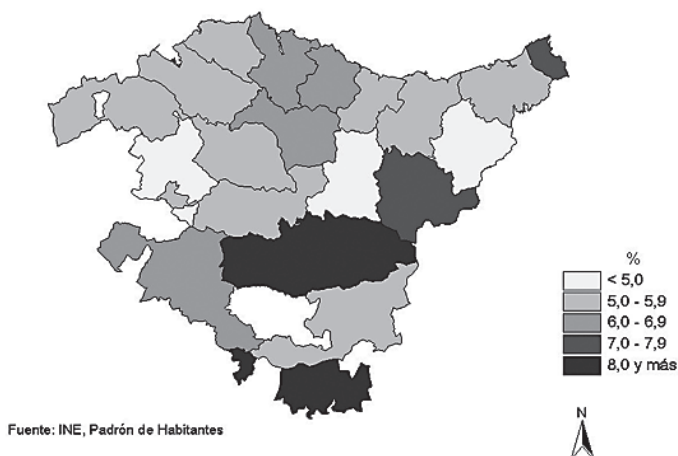 %
< 5,0
5,0 - 5,9
6,0 - 6,9
7,0 - 7,9
8,0 y más
Fuente: INE, Padrón de Habitantes
N